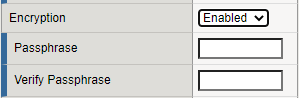 Encryption Enabled
Passphrase
Verify Passphrase